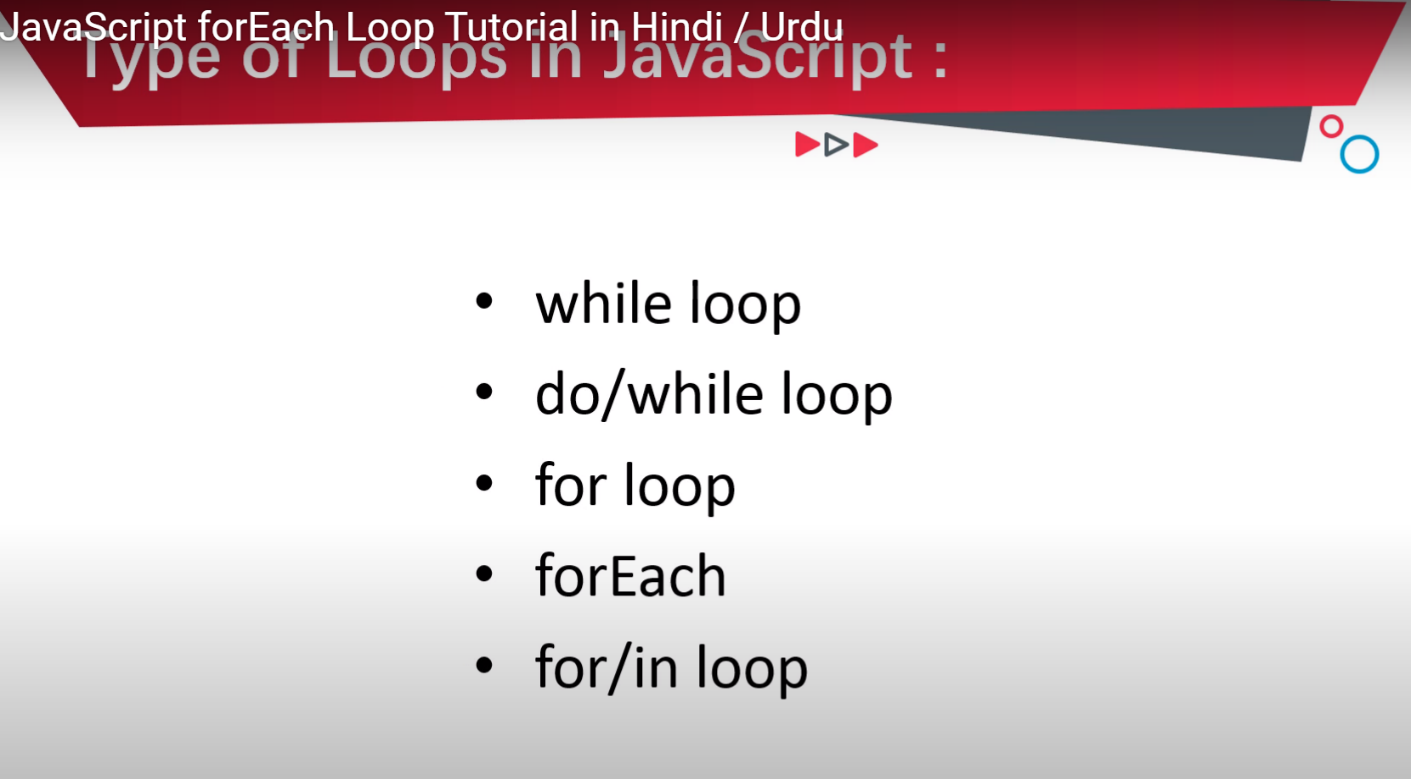 JavaScript forEach Loop Tutorial in Hindi / Urdu
Type of Loops in JavaScript :
• while loop
• do/while loop
• for loop
• forEach
• for/in loop